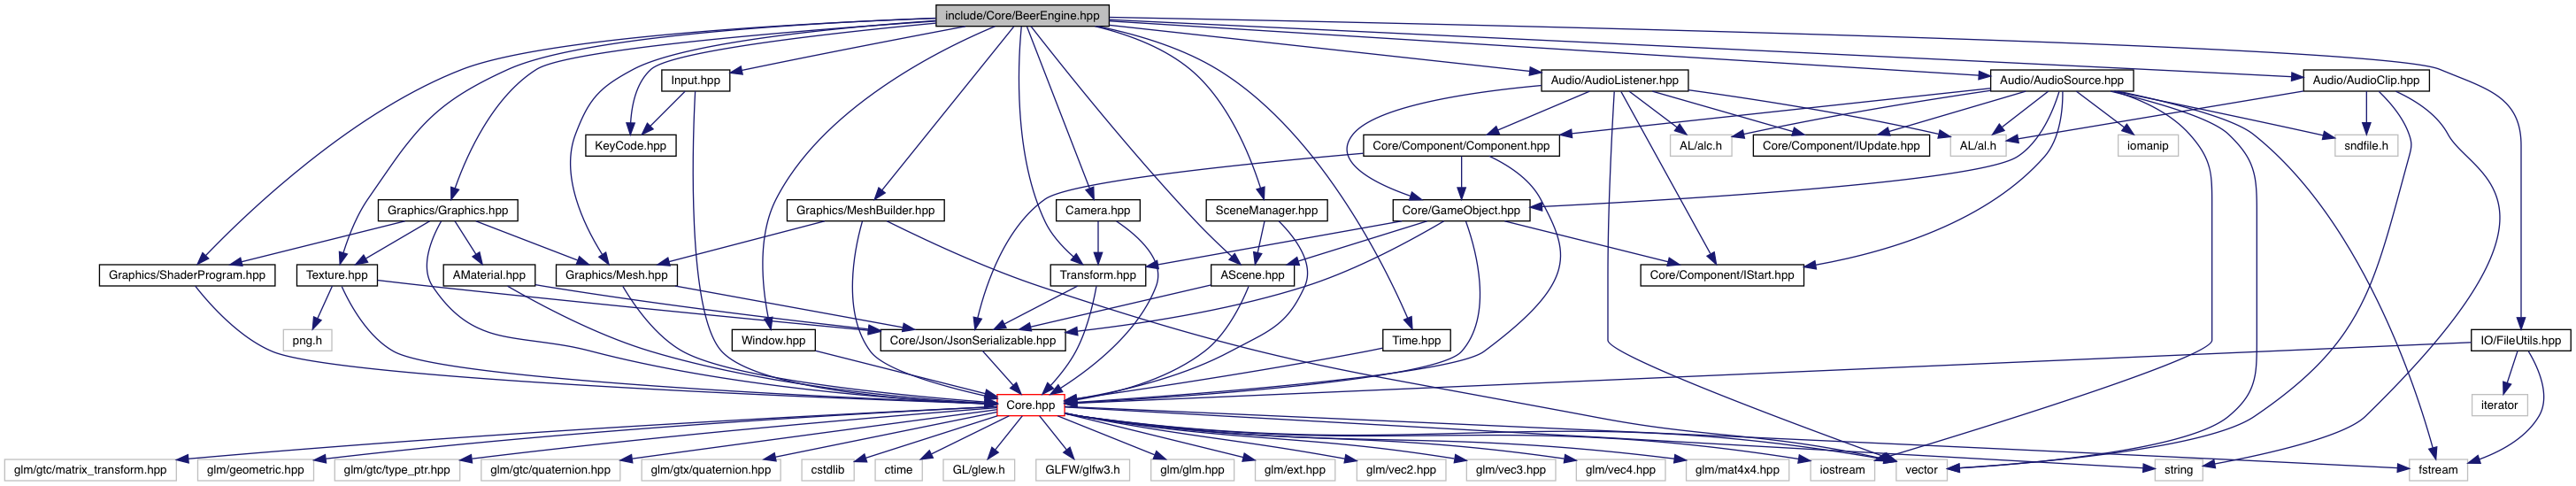 include/Core/BeerEngine.hpp
Input.hpp
Audio/AudioListener.hpp
Audio/AudioSource.hpp
Audio/AudioClip.hpp
KeyCode.hpp
Core/Component/Component.hpp
AL/alc.h
Core/Component/IUpdate.hpp
AL/al.h
iomanip
sndfile.h
Graphics/Graphics.hpp
Graphics/MeshBuilder.hpp
Camera.hpp
SceneManager.hpp
Core/GameObject.hpp
Graphics/ShaderProgram.hpp
Texture.hpp
AMaterial.hpp
Graphics/Mesh.hpp
Transform.hpp
AScene.hpp
Core/Component/IStart.hpp
png.h
Window.hpp
Core/Json/JsonSerializable.hpp
Time.hpp
IO/FileUtils.hpp
Core.hpp
iterator
glm/gtc/matrix_transform.hpp
glm/geometric.hpp
glm/gtc/type_ptr.hpp
glm/gtc/quaternion.hpp
glm/gtx/quaternion.hpp
cstdlib
ctime
GL/glew.h
GLFW/glfw3.h
glm/glm.hpp
glm/ext.hpp
glm/vec2.hpp
glm/vec3.hpp
glm/vec4.hpp
glm/mat4x4.hpp
iostream
vector
string
fstream